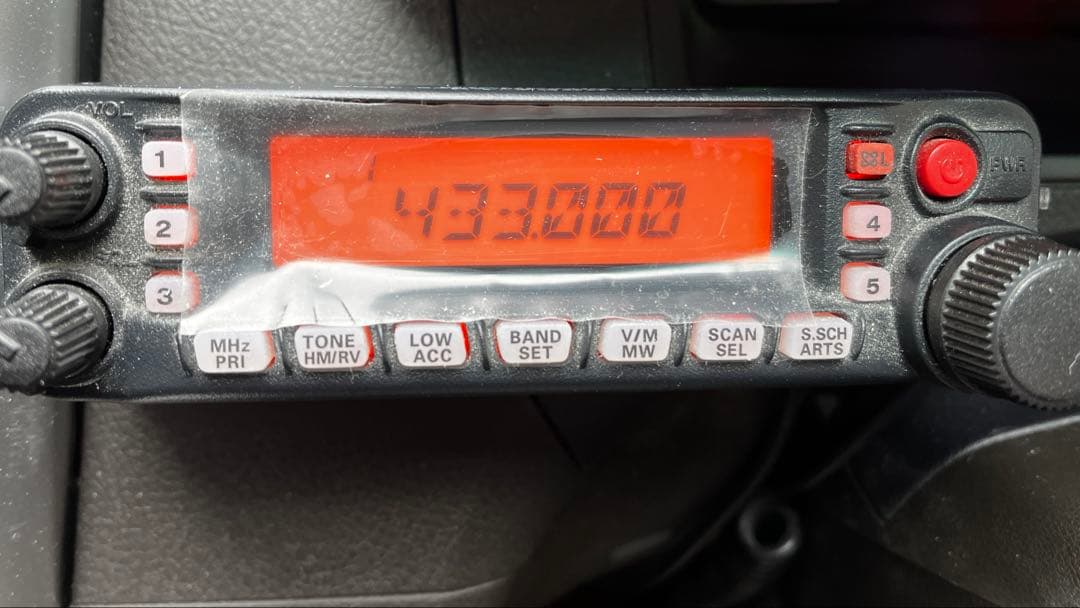 VOL
1
433.000
2
3
L
PWR
4
5
MHz
PRI
TONE
HM/RV
LOW
ACC
BAND
SET
V/M
MW
SCAN
SEL
S.SCH
ARTS